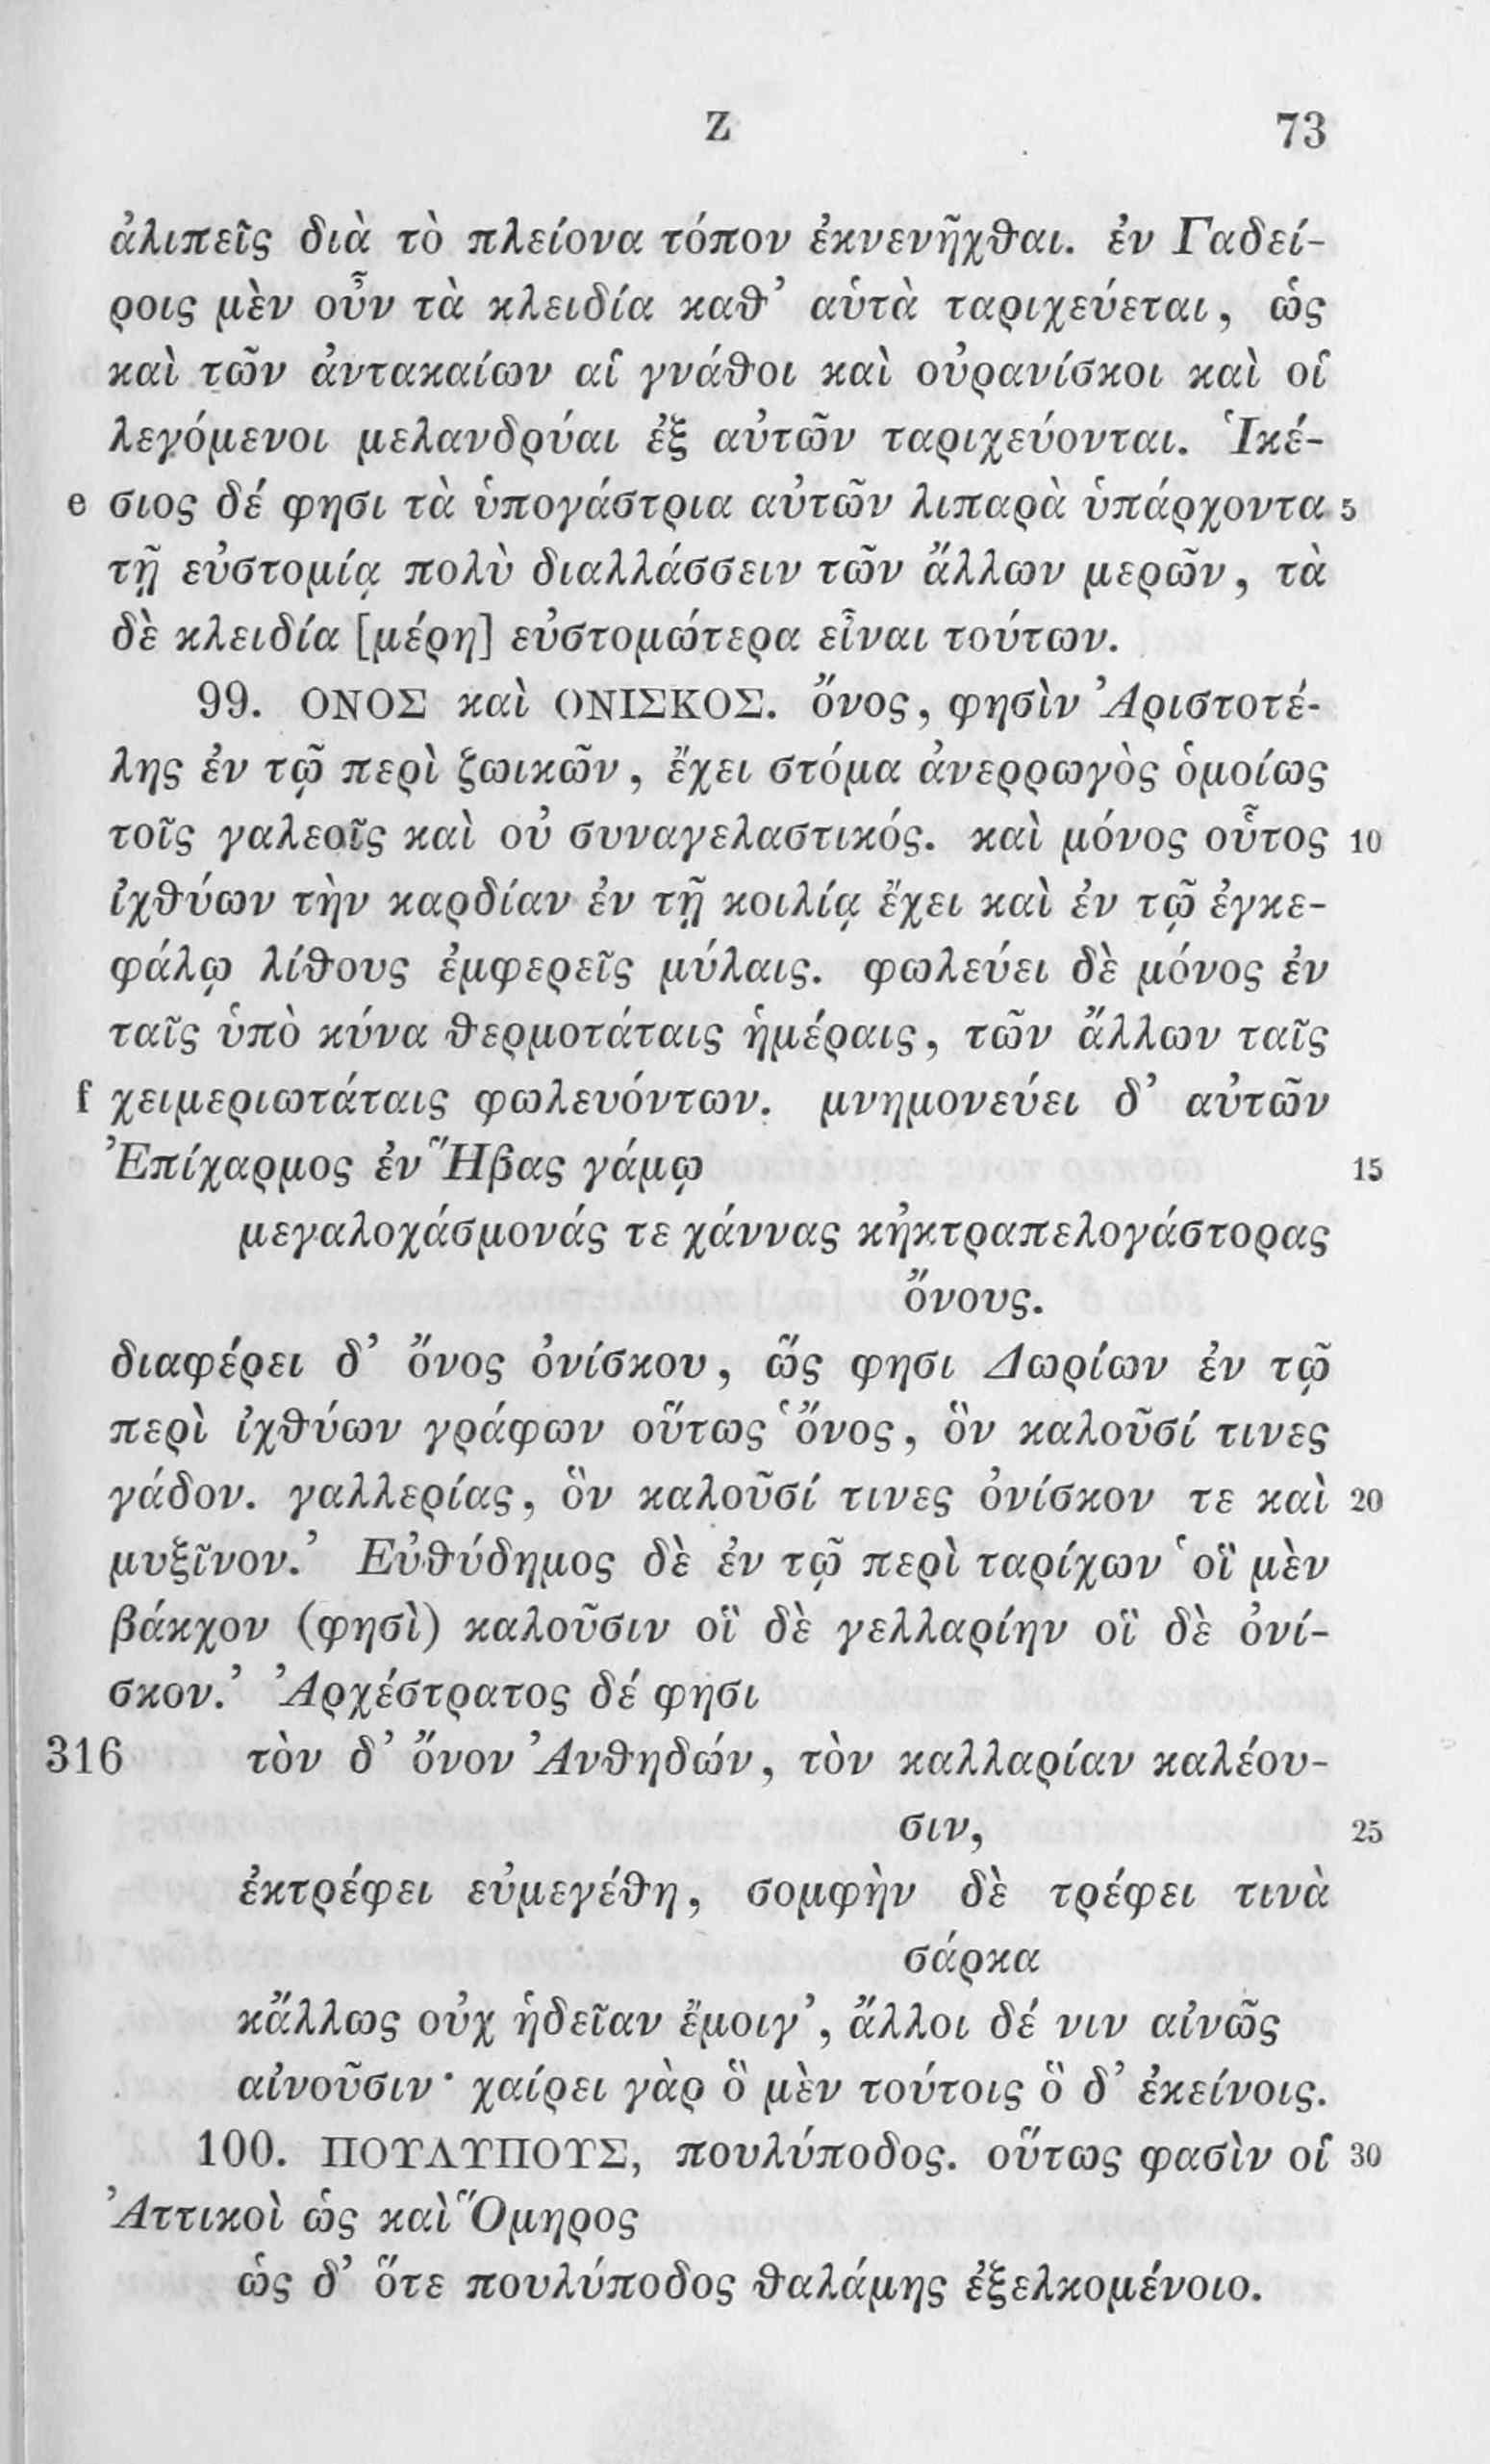 Z 73
ἀλιπεῖς διὰ τὸ πλείονα τόπον ἐκνενῆχθαι. ἐν Γαδεί-
ροις μὲν οὖν τὰ κλειδία καθ’ αὑτὰ ταριχεύεται, ὡς
καὶ τῶν ἀντακαίων αἱ γνάθοι καὶ οὐρανίσκοι καὶ οἱ
λεγόμενοι μελανδρύαι ἐξ αὐτῶν ταριχεύονται. Ἱκέ-
e σιος δέ φησι τὰ ὑπογάστρια αὐτῶν λιπαρὰ ὑπάρχοντα 5
τῇ εὐστομίᾳ πολὺ διαλλάσσειν τῶν ἄλλων μερῶν, τὰ
δὲ κλειδία [μέρη] εὐστομώτερα εἶναι τούτων.
99. ΟΝΟΣ καὶ ΟΝΙΣΚΟΣ. ὄνος, φησὶν Ἀριστοτέ-
λης ἐν τῷ περὶ ζωικῶν, ἔχει στόμα ἀνερρωγὸς ὁμοίως
τοῖς γαλεοῖς καὶ οὐ συναγελαστικός. καὶ μόνος οὗτος 10
ἰχθύων τὴν καρδίαν ἐν τῇ κοιλίᾳ ἔχει καὶ ἐν τῷ ἐγκε-
φάλῳ λίθους ἐμφερεῖς μύλαις. φωλεύει δὲ μόνος ἐν
ταῖς ὑπὸ κύνα θερμοτάταις ἡμέραις, τῶν ἄλλων ταῖς
f χειμεριωτάταις φωλευόντων. μνημονεύει δ’ αὐτῶν
Ἐπίχαρμος ἐν Ἥβας γάμῳ 15
μεγαλοχάσμονάς τε χάννας κἠκτραπελογάστορας
ὄνους.
διαφέρει δ’ ὄνος ὀνίσκου, ὥς φησι Δωρίων ἐν τῷ
περὶ ἰχθύων γράφων οὕτως ‘ὄνος, ὃν καλοῦσί τινες
γάδον. γαλλερίας, ὃν καλοῦσί τινες ὀνίσκον τε καὶ 20
μυξῖνον.’ Εὐθύδημος δὲ ἐν τῷ περὶ ταρίχων ‘οἳ μὲν
βάκχον (φησὶ) καλοῦσιν οἳ δὲ γελλαρίην οἳ δὲ ὀνί-
σκον.’ Ἀρχέστρατος δέ φησι
316 τὸν δ’ ὄνον Ἀνθηδών, τὸν καλλαρίαν καλέου-
σιν, 25
ἐκτρέφει εὐμεγέθη, σομφὴν δὲ τρέφει τινὰ
σάρκα
κἄλλως οὐχ ἡδεῖαν ἔμοιγ’, ἄλλοι δέ νιν αἰνῶς
αἰνοῦσιν· χαίρει γὰρ ὃ μὲν τούτοις ὃ δ’ ἐκείνοις.
100. ΠΟΥΛΥΠΟΥΣ, πουλύποδος. οὕτως φασὶν οἱ 30
Ἀττικοὶ ὡς καὶ Ὅμηρος
ὡς δ’ ὅτε πουλύποδος θαλάμης ἐξελκομένοιο.